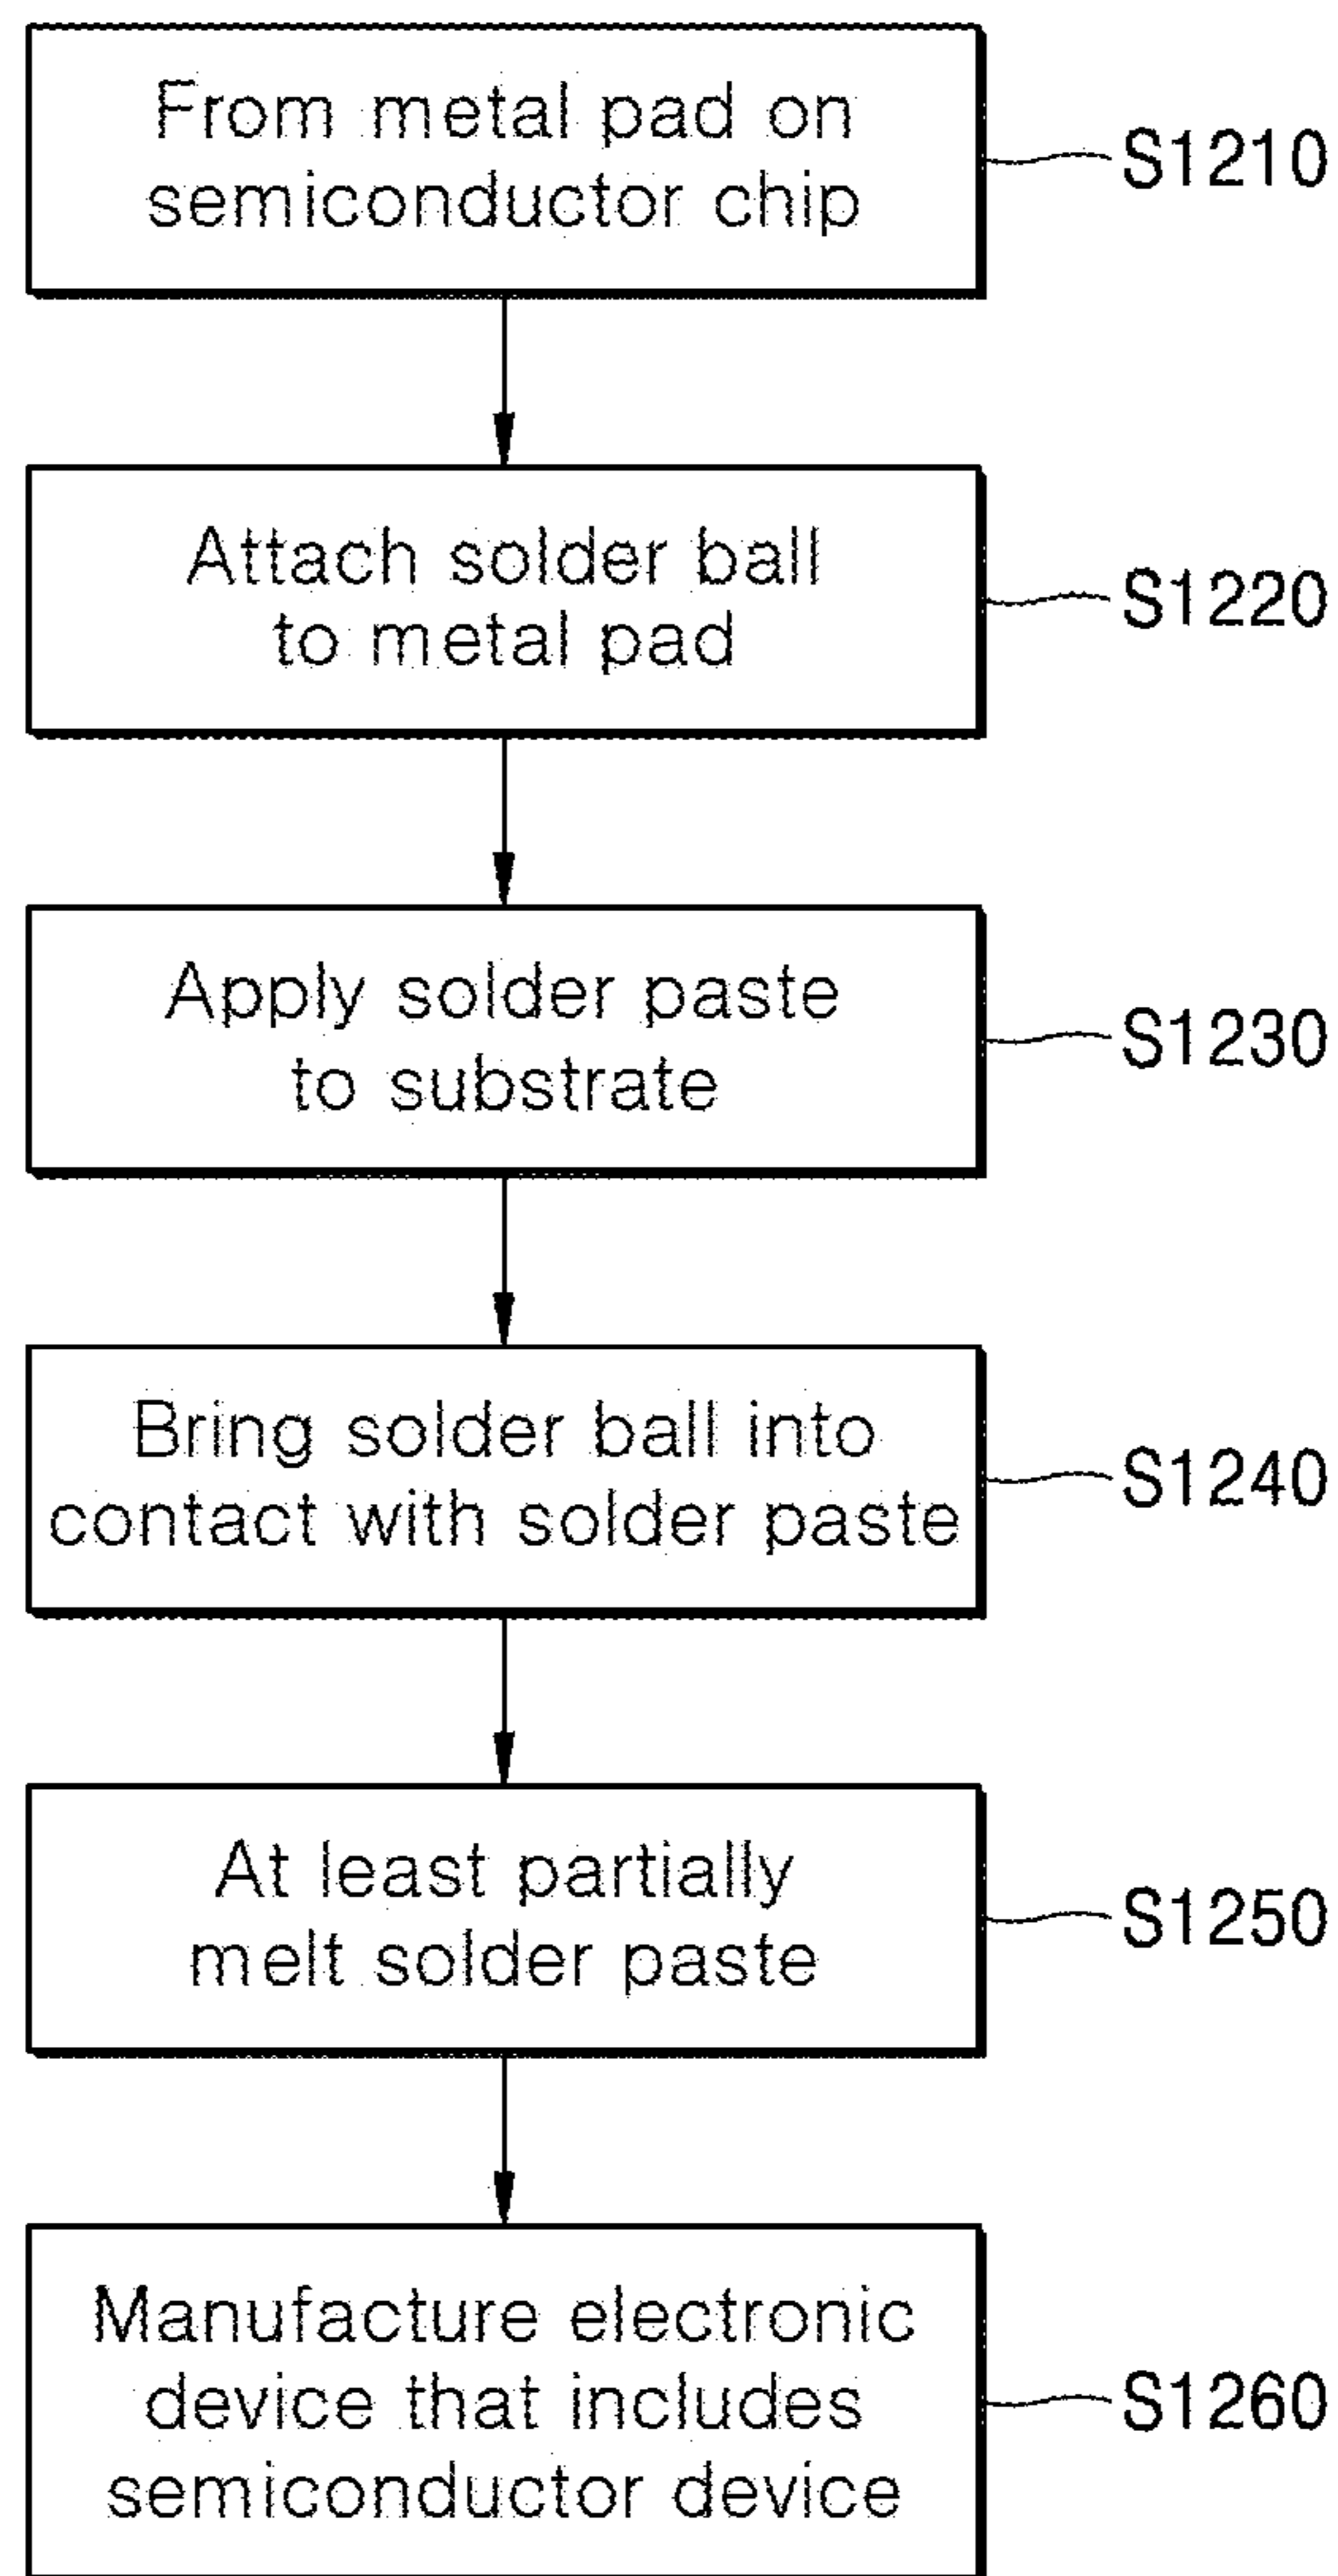 From metal pad on
semiconductor chip
S1210
Attach solder ball
to metal pad
S1220
Apply solder paste
to substrate
S1230
Bring solder ball into
contact with solder paste
S1240
At least partially
melt solder paste
S1250
Manufacture electronic
device that includes
semiconductor device
S1260